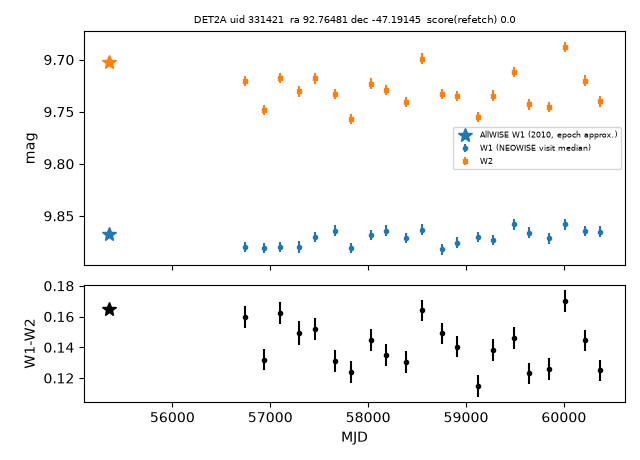 DET2A uid 331421  ra 92.76481 dec -47.19145  score(refetch) 0.0
mag
9.70
9.75
9.80
9.85
AllWISE W1 (2010, epoch approx.)
W1 (NEOWISE visit median)
W2
W1-W2
0.18
0.16
0.14
0.12
56000
57000
58000
59000
60000
MJD